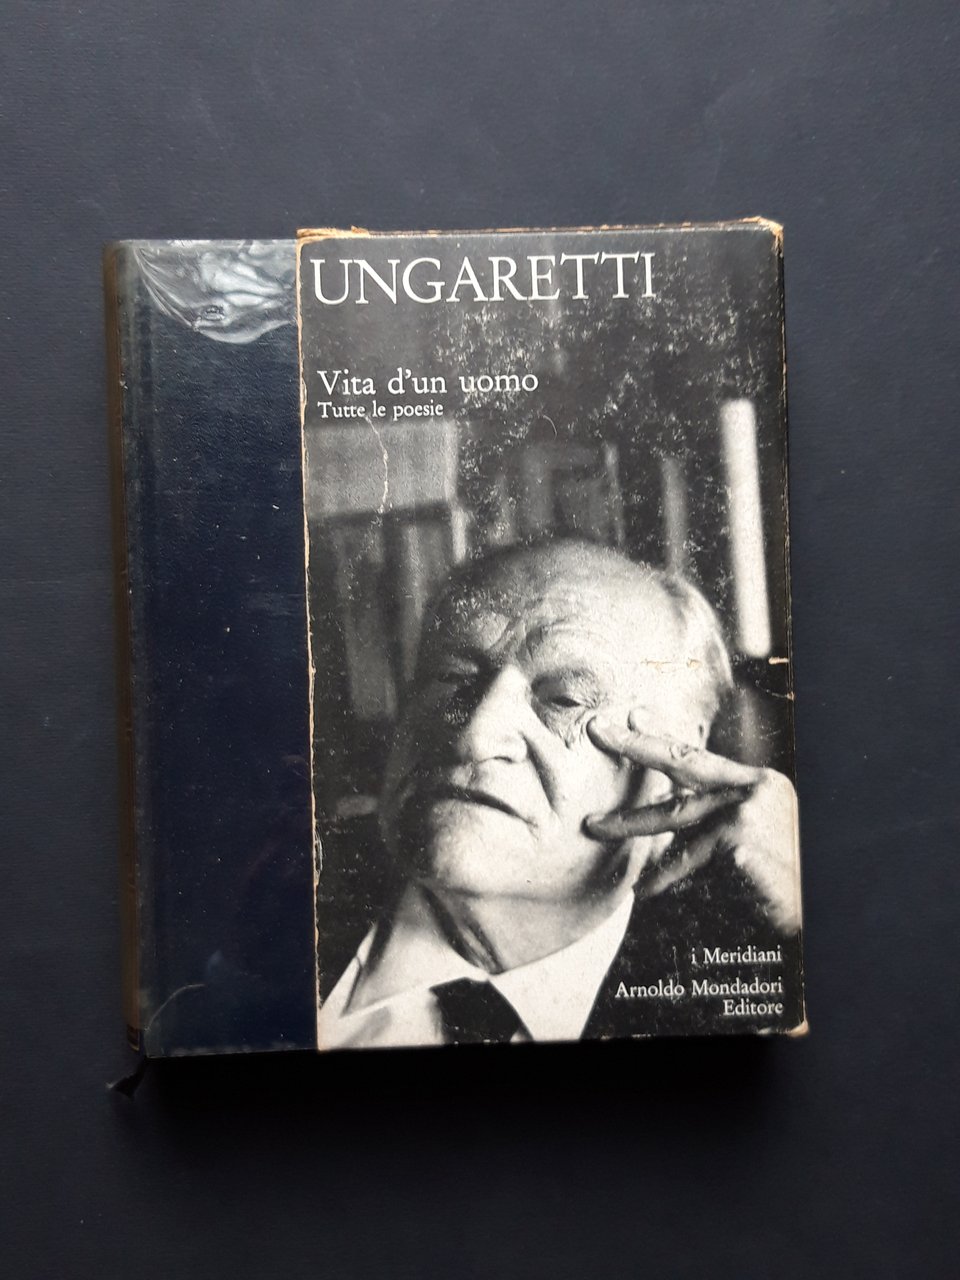 UNGARETTI
Vita d'un uomo
Tutte le poesie
i Meridiani
Arnoldo Mondadori
Editore